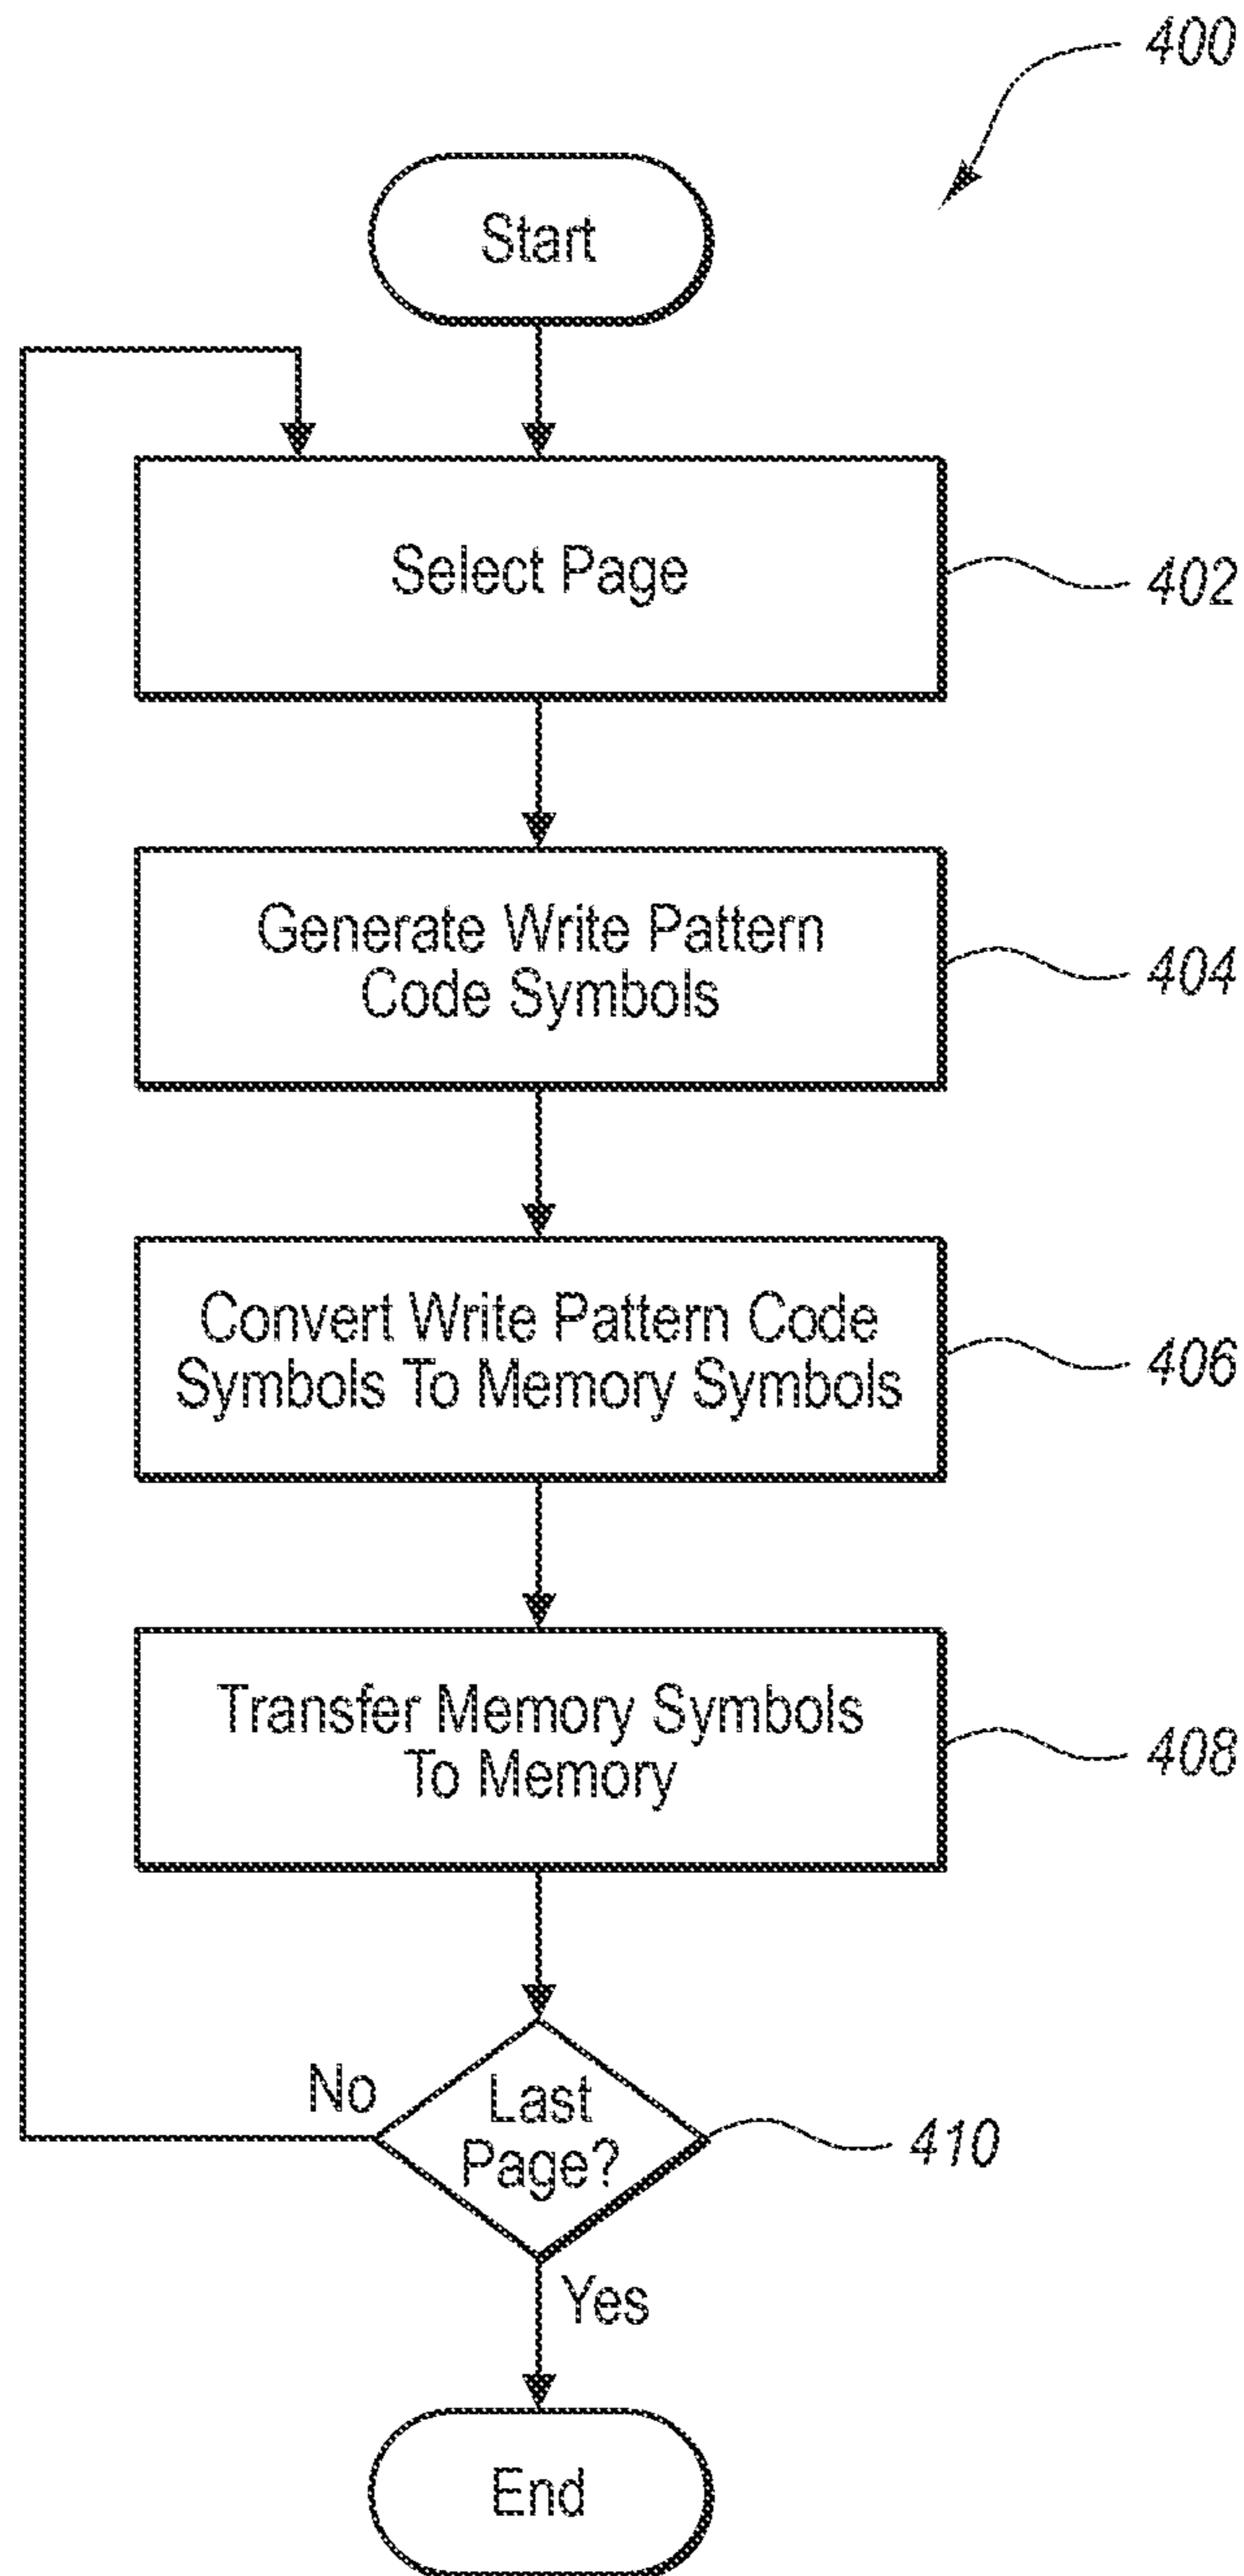 400
Start
Select Page
402
Generate Write Pattern
Code Symbols
404
Convert Write Pattern Code
Symbols To Memory Symbols
406
Transfer Memory Symbols
To Memory
408
No
Last
Page?
410
Yes
End